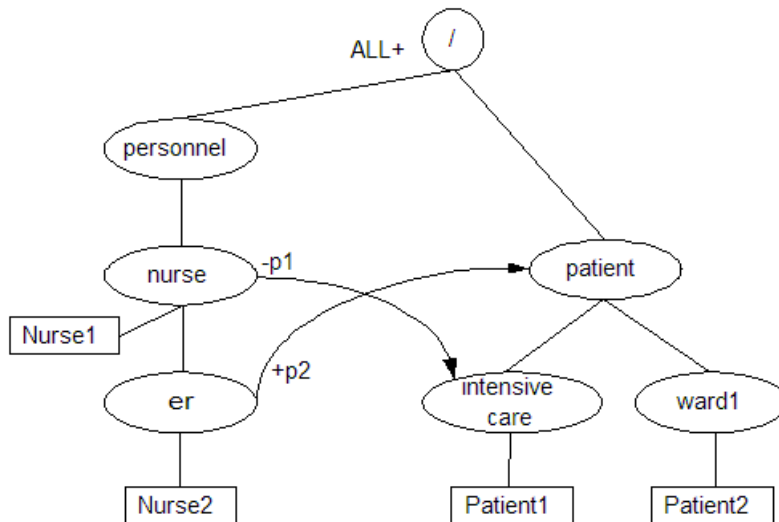 /
ALL+
personnel
nurse
-p1
patient
Nurse1
+p2
er
intensive
care
ward1
Nurse2
Patient1
Patient2